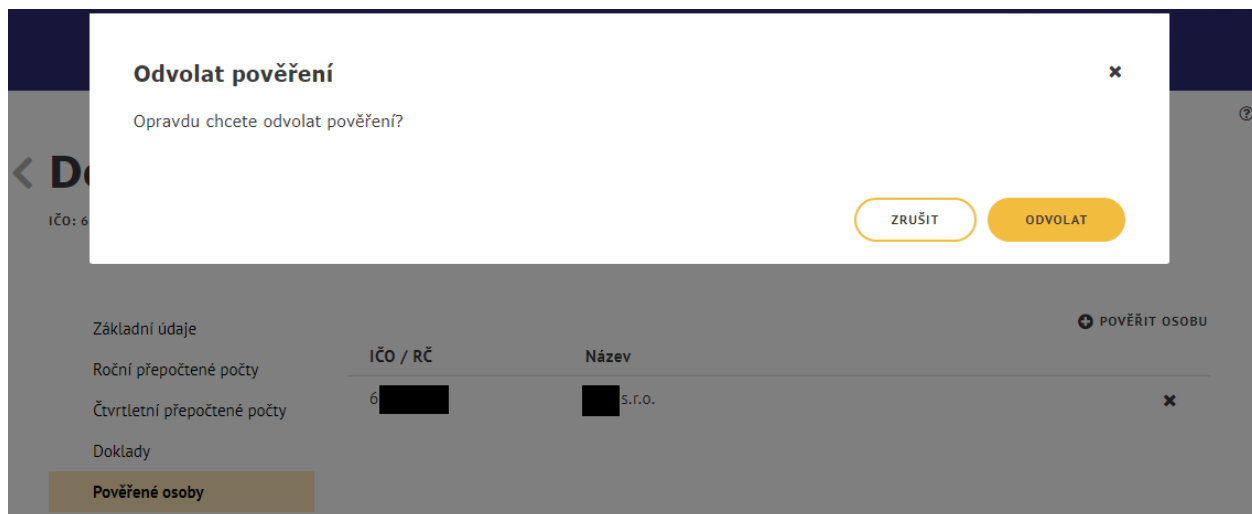 Odvolat pověření
Opravdu chcete odvolat pověření?
IČO: 6
ZRUŠIT
ODVOLAT
POVĚŘIT OSOBU
Základní údaje
Roční přepočtené počty
Čtvrtletní přepočtené počty
Doklady
Pověřené osoby
IČO / RČ Název
6 s.r.o.